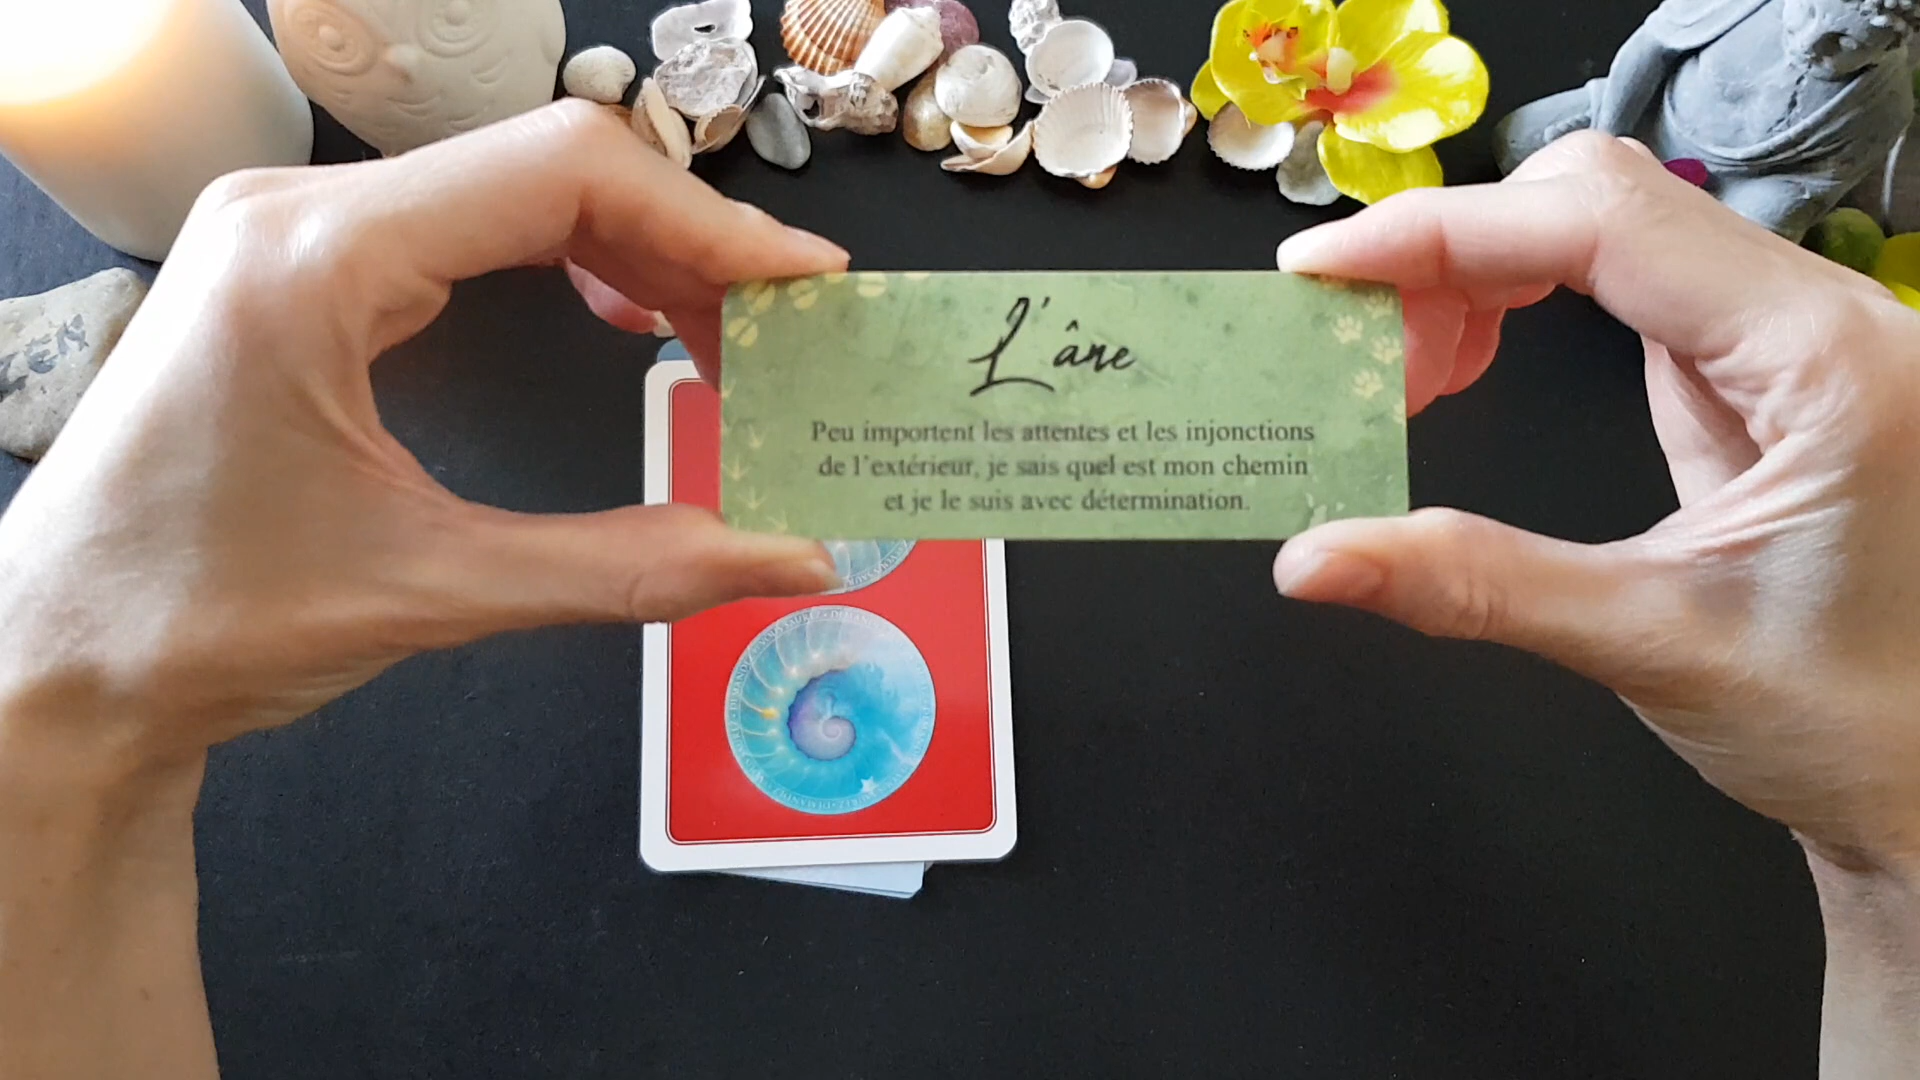 L'âne
Peu importent les attentes et les injonctions
de l'extérieur, je sais quel est mon chemin
et je le suis avec détermination.
ZEN